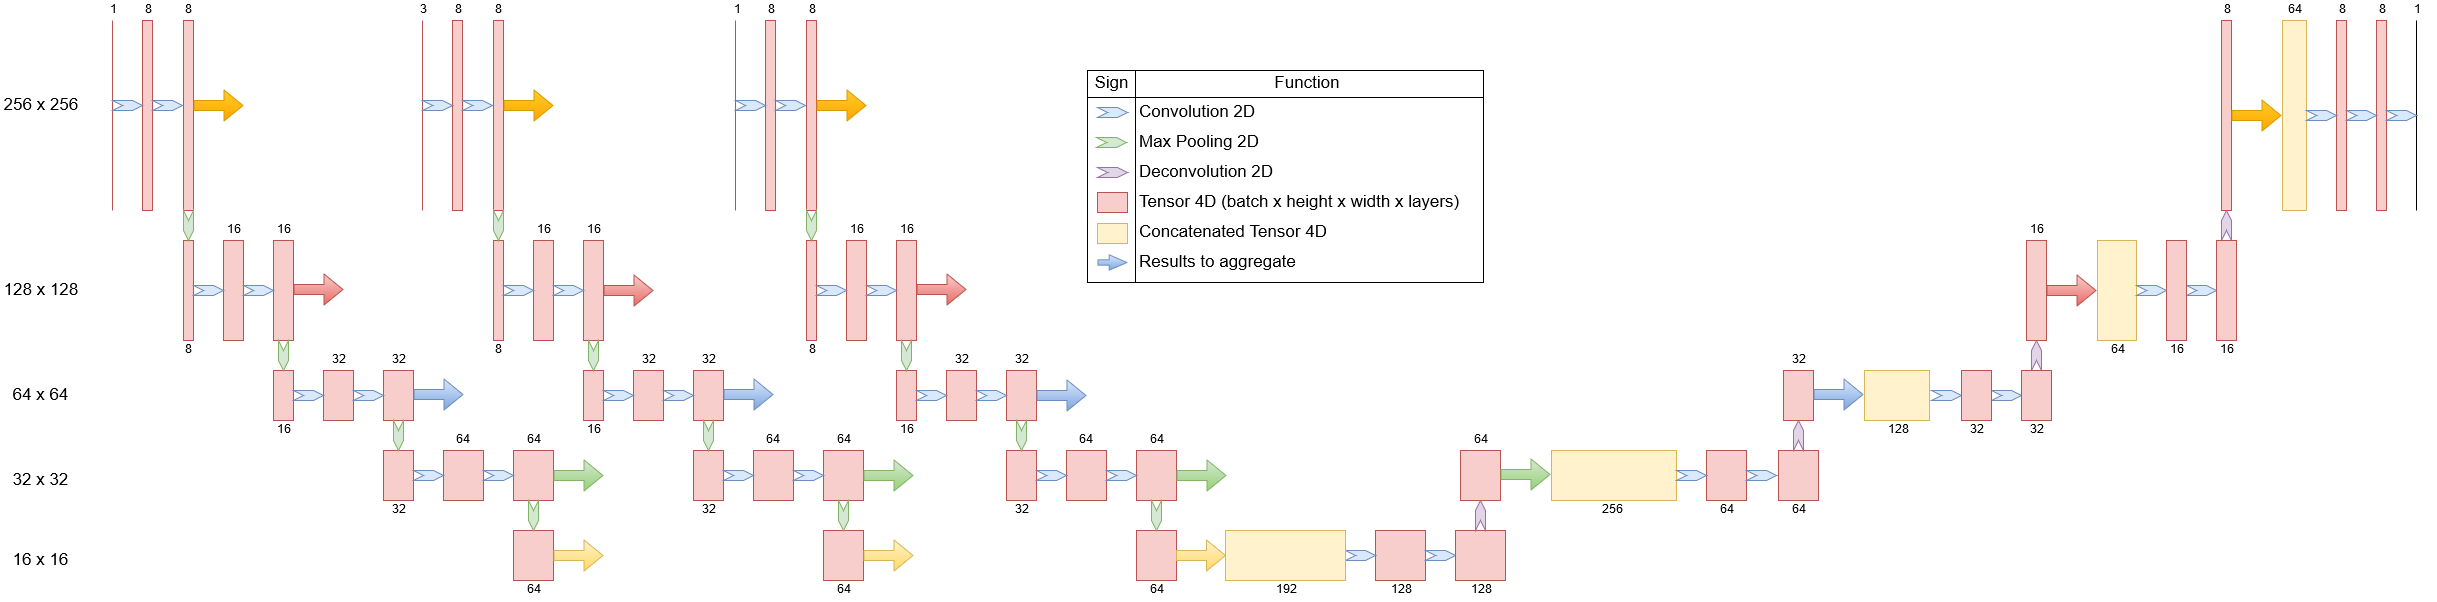 1 8 8 3 8 8 1 8 8 8 64 8 8 1
Sign Function
256 x 256
Convolution 2D
Max Pooling 2D
Deconvolution 2D
Tensor 4D (batch x height x width x layers)
Concatenated Tensor 4D
Results to aggregate
16 16 16 16 16 16 16
128 x 128
8 8 8 64 16 16
32 32 32 32 32 32 32
64 x 64
16 16 16 128 32 32
64 64 64 64 64 64 64
32 x 32
32 32 32 256 64 64
16 x 16
64 64 64 192 128 128